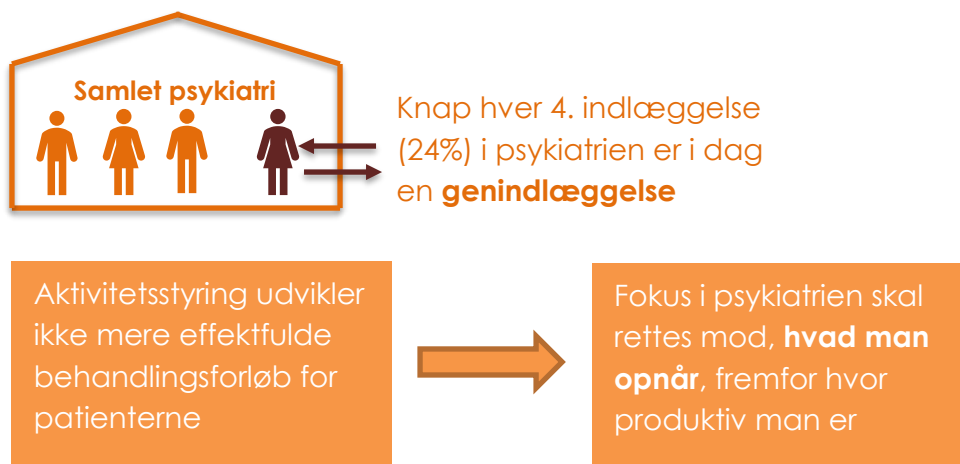 Samlet psykiatri
Knap hver 4. indlæggelse
(24%) i psykiatrien er i dag
en genindlæggelse
Aktivitetsstyring udvikler
ikke mere effektfulde
behandlingsforløb for
patienterne
Fokus i psykiatrien skal
rettes mod, hvad man
opnår, fremfor hvor
produktiv man er